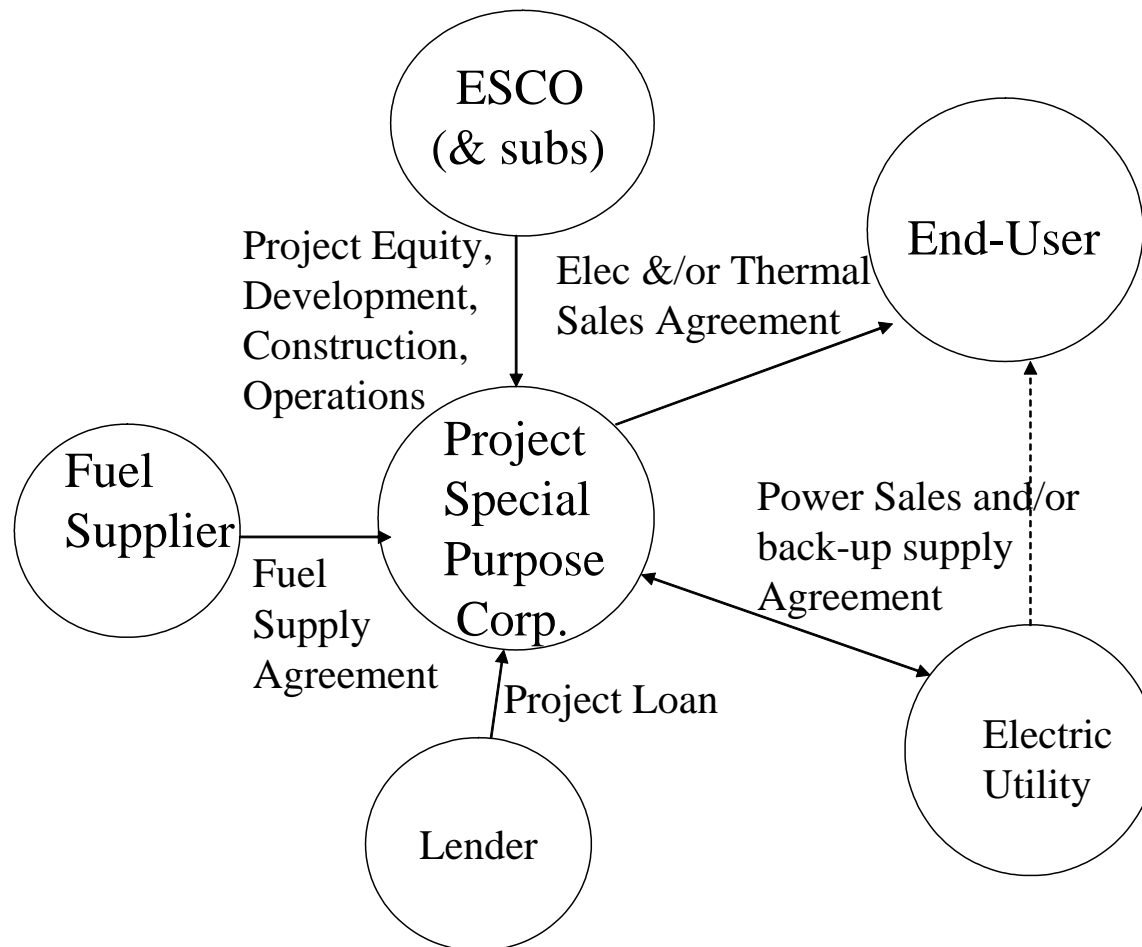 ESCO
(& subs)
End-User
Project Equity,
Development,
Construction,
Operations
Elec &/or Thermal
Sales Agreement
Fuel
Supplier
Project
Special
Purpose
Corp.
Power Sales and/or
back-up supply
Agreement
Fuel
Supply
Agreement
Project Loan
Electric
Utility
Lender